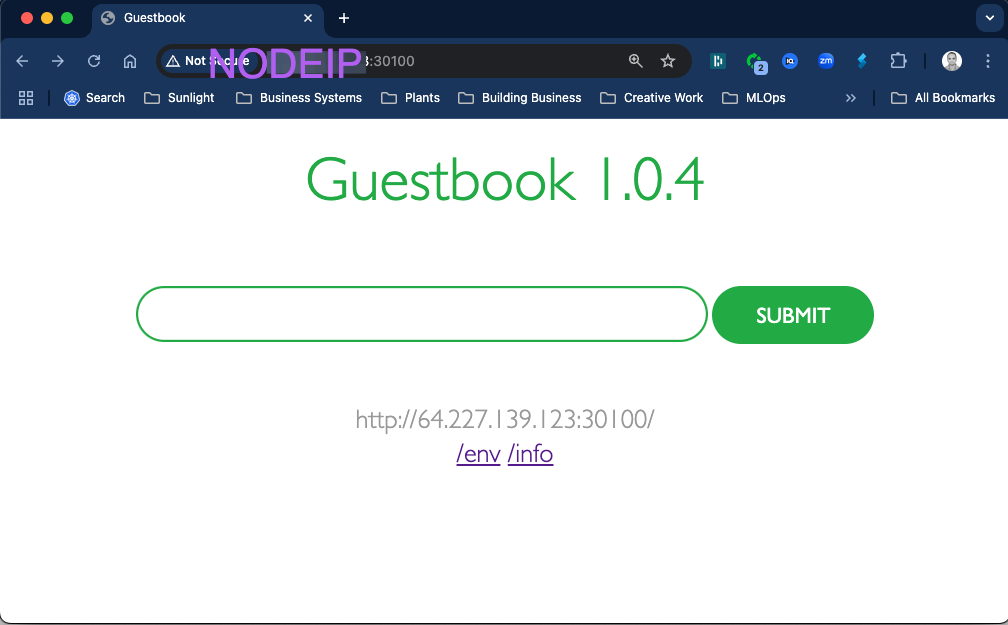 Guestbook
Not Secure NODEIP 3:30100
Search Sunlight Business Systems Plants Building Business Creative Work MLOps » All Bookmarks
Guestbook 1.0.4
SUBMIT
http://64.227.139.123:30100/
/env /info